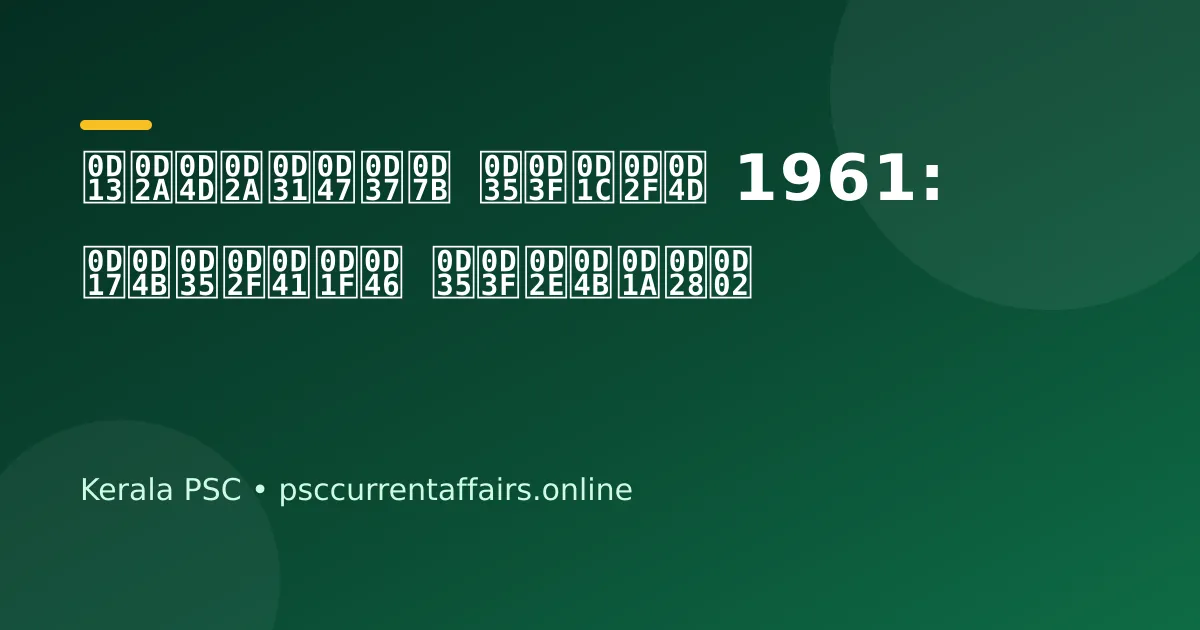 ഓപ്പറേഷൻ വിജയ് 1961:
ഗോവയുടെ വിമോചനം
Kerala PSC • psccurrentaffairs.online